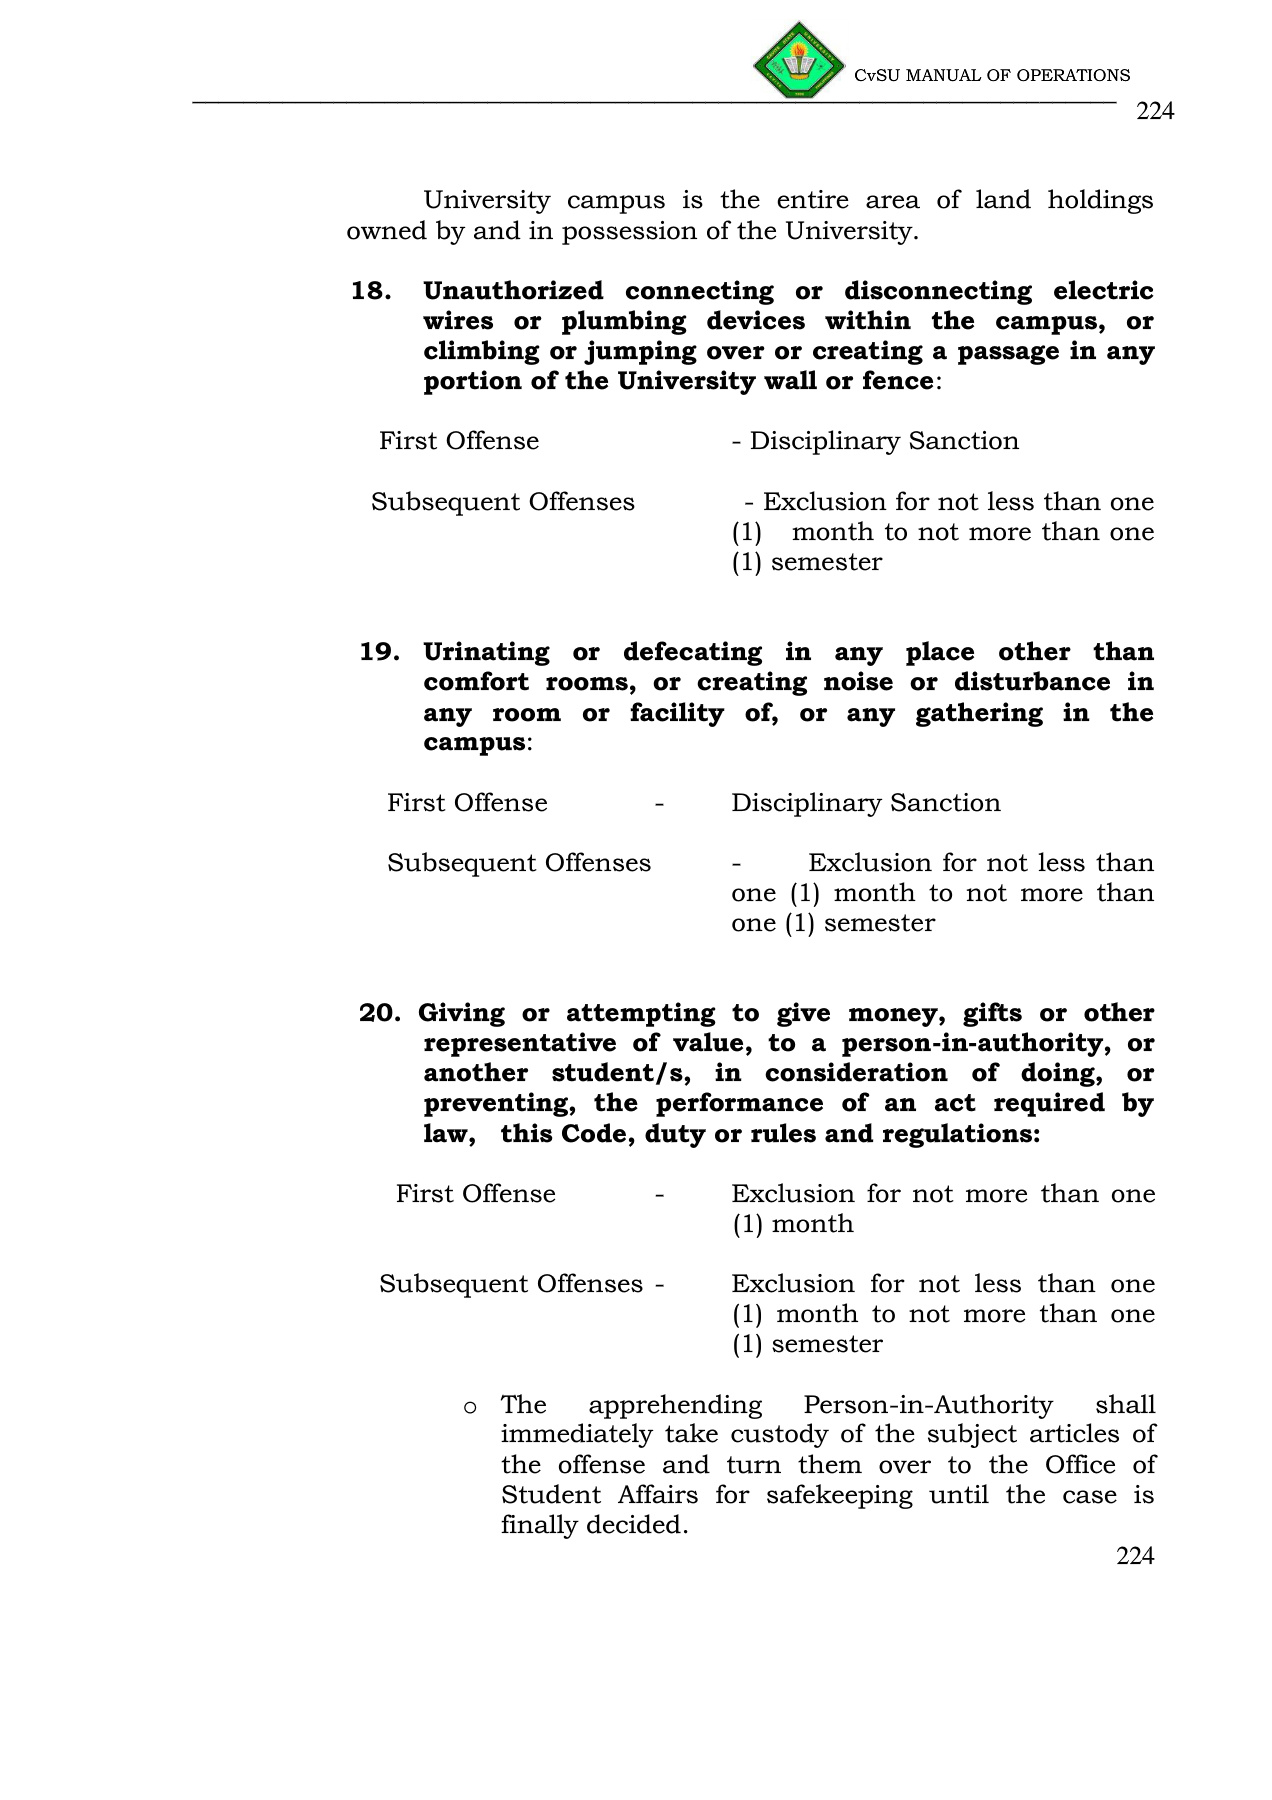 CvSU MANUAL OF OPERATIONS
224
University campus is the entire area of land holdings
owned by and in possession of the University.
18. Unauthorized connecting or disconnecting electric
wires or plumbing devices within the campus, or
climbing or jumping over or creating a passage in any
portion of the University wall or fence:
First Offense - Disciplinary Sanction
Subsequent Offenses - Exclusion for not less than one
(1) month to not more than one
(1) semester
19. Urinating or defecating in any place other than
comfort rooms, or creating noise or disturbance in
any room or facility of, or any gathering in the
campus:
First Offense - Disciplinary Sanction
Subsequent Offenses - Exclusion for not less than
one (1) month to not more than
one (1) semester
20. Giving or attempting to give money, gifts or other
representative of value, to a person-in-authority, or
another student/s, in consideration of doing, or
preventing, the performance of an act required by
law, this Code, duty or rules and regulations:
First Offense - Exclusion for not more than one
(1) month
Subsequent Offenses - Exclusion for not less than one
(1) month to not more than one
(1) semester
o The apprehending Person-in-Authority shall
immediately take custody of the subject articles of
the offense and turn them over to the Office of
Student Affairs for safekeeping until the case is
finally decided.
224